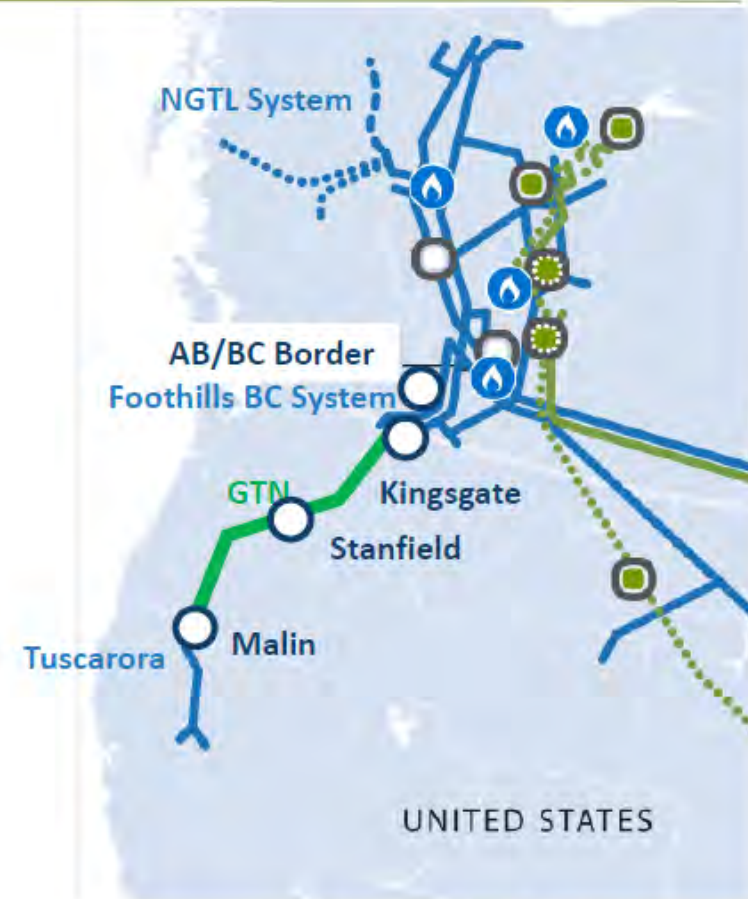 NGTL System
AB/BC Border
Foothills BC System
GTN
Kingsgate
Stanfield
Malin
Tuscarora
UNITED STATES